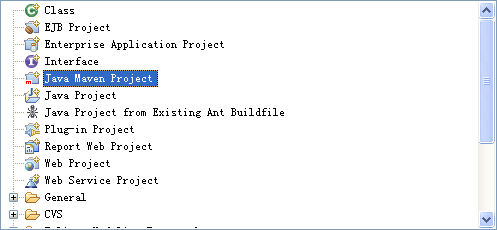 Class
EJB Project
Enterprise Application Project
Interface
Java Maven Project
Java Project
Java Project from Existing Ant Buildfile
Plug-in Project
Report Web Project
Web Project
Web Service Project
General
CVS